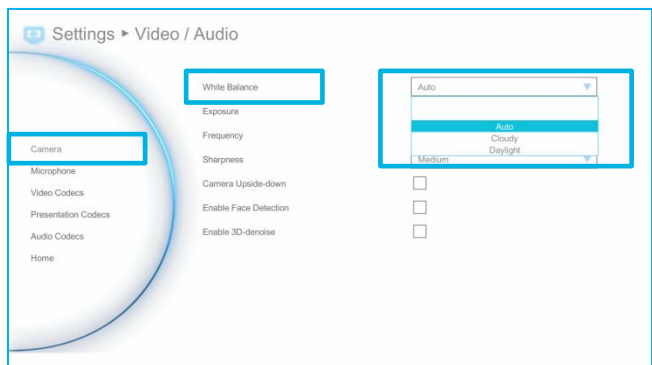 Settings ▸ Video / Audio
White Balance
Auto
Exposure
Auto
Frequency
Cloudy
Daylight
Camera
Sharpness
Medium
Microphone
Camera Upside-down
Video Codecs
Enable Face Detection
Presentation Codecs
Enable 3D-denoise
Audio Codecs
Home